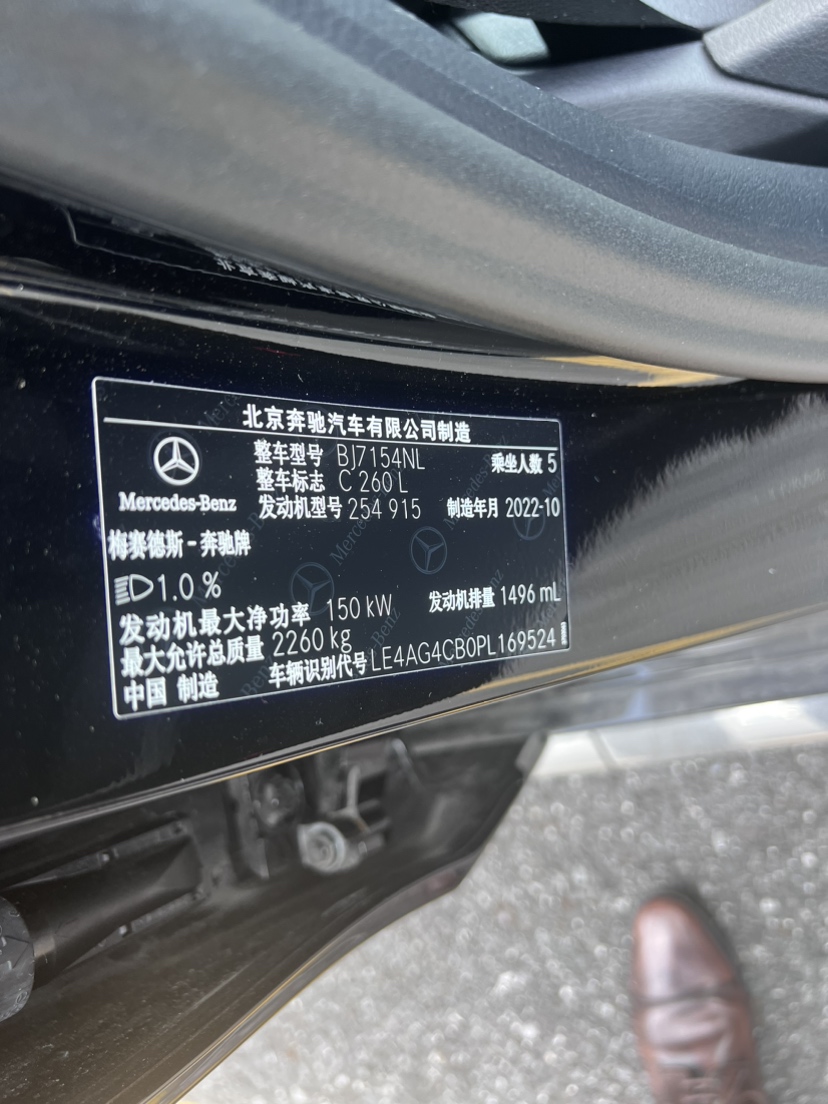 北京奔驰汽车有限公司制造
整车型号 BJ7154NL 乘坐人数 5
整车标志 C 260 L
发动机型号 254 915 制造年月 2022-10
Mercedes-Benz
梅赛德斯-奔驰牌
1.0 %
发动机最大净功率 150 kW 发动机排量 1496 mL
最大允许总质量 2260 kg
中国 制造 车辆识别代号 LE4AG4CB0PL169524